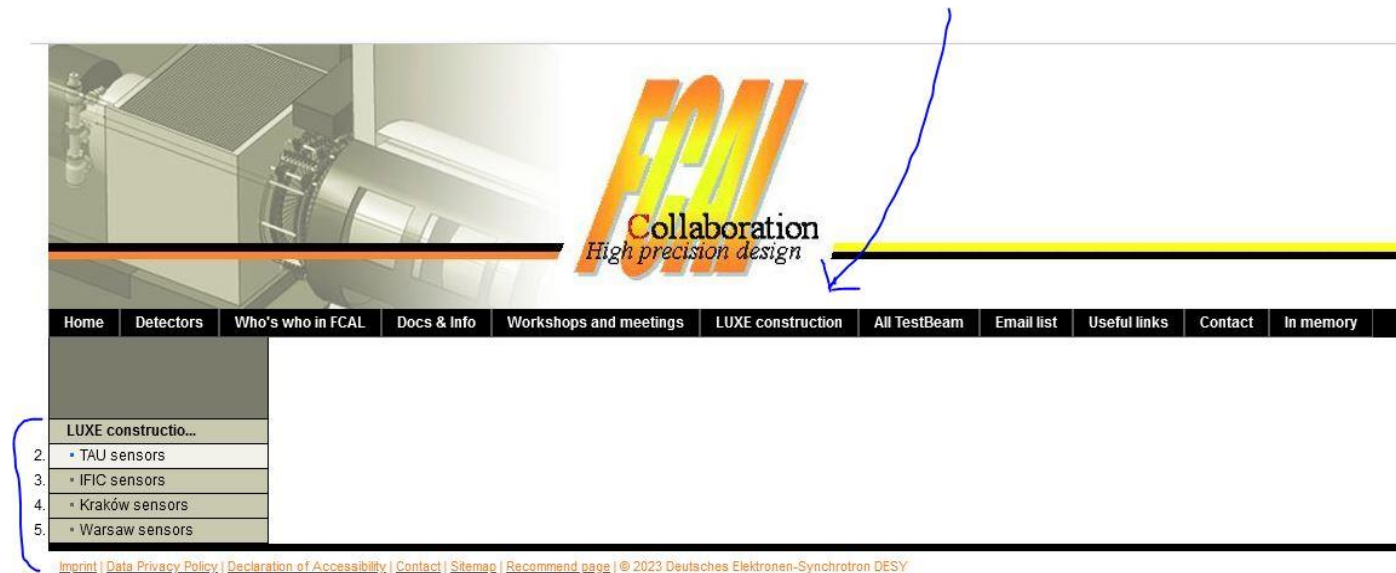 FCAL
Collaboration
High precision design
Home Detectors Who's who in FCAL Docs & Info Workshops and meetings LUXE construction All TestBeam Email list Useful links Contact In memory
LUXE constructio...
2. • TAU sensors
3. • IFIC sensors
4. • Kraków sensors
5. • Warsaw sensors
Imprint | Data Privacy Policy | Declaration of Accessibility | Contact | Sitemap | Recommend page | © 2023 Deutsches Elektronen-Synchrotron DESY